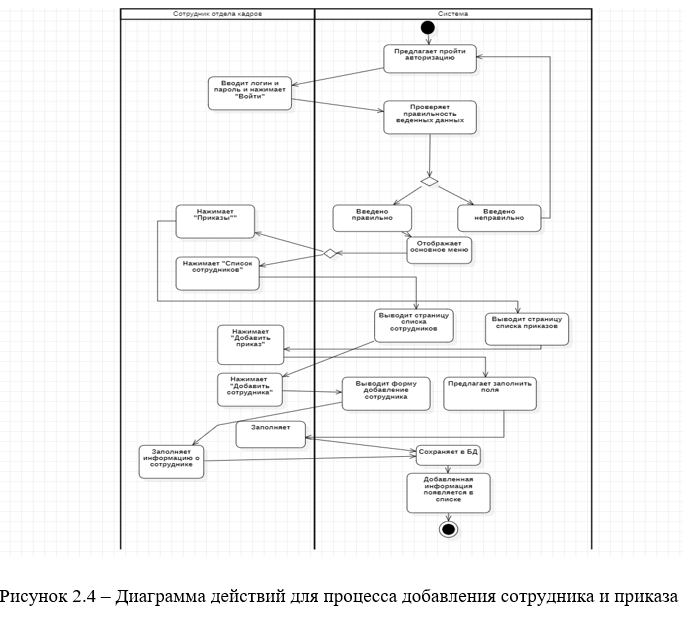 Сотрудник отдела кадров
Система
Предлагает пройти
авторизацию
Вводит логин и
пароль и нажимает
"Войти"
Проверяет
правильность
веденных данных
Введено
правильно
Введено
неправильно
Нажимает
"Приказы""
Отображает
основное меню
Нажимает "Список
сотрудников"
Выводит страницу
списка
сотрудников
Выводит страницу
списка приказов
Нажимает
"Добавить
приказ"
Нажимает
"Добавить
сотрудника"
Выводит форму
добавление
сотрудника
Предлагает заполнить
поля
Заполняет
Заполняет
информацию о
сотруднике
Сохраняет в БД
Добавленная
информация
появляется в
списке
Рисунок 2.4 – Диаграмма действий для процесса добавления сотрудника и приказа